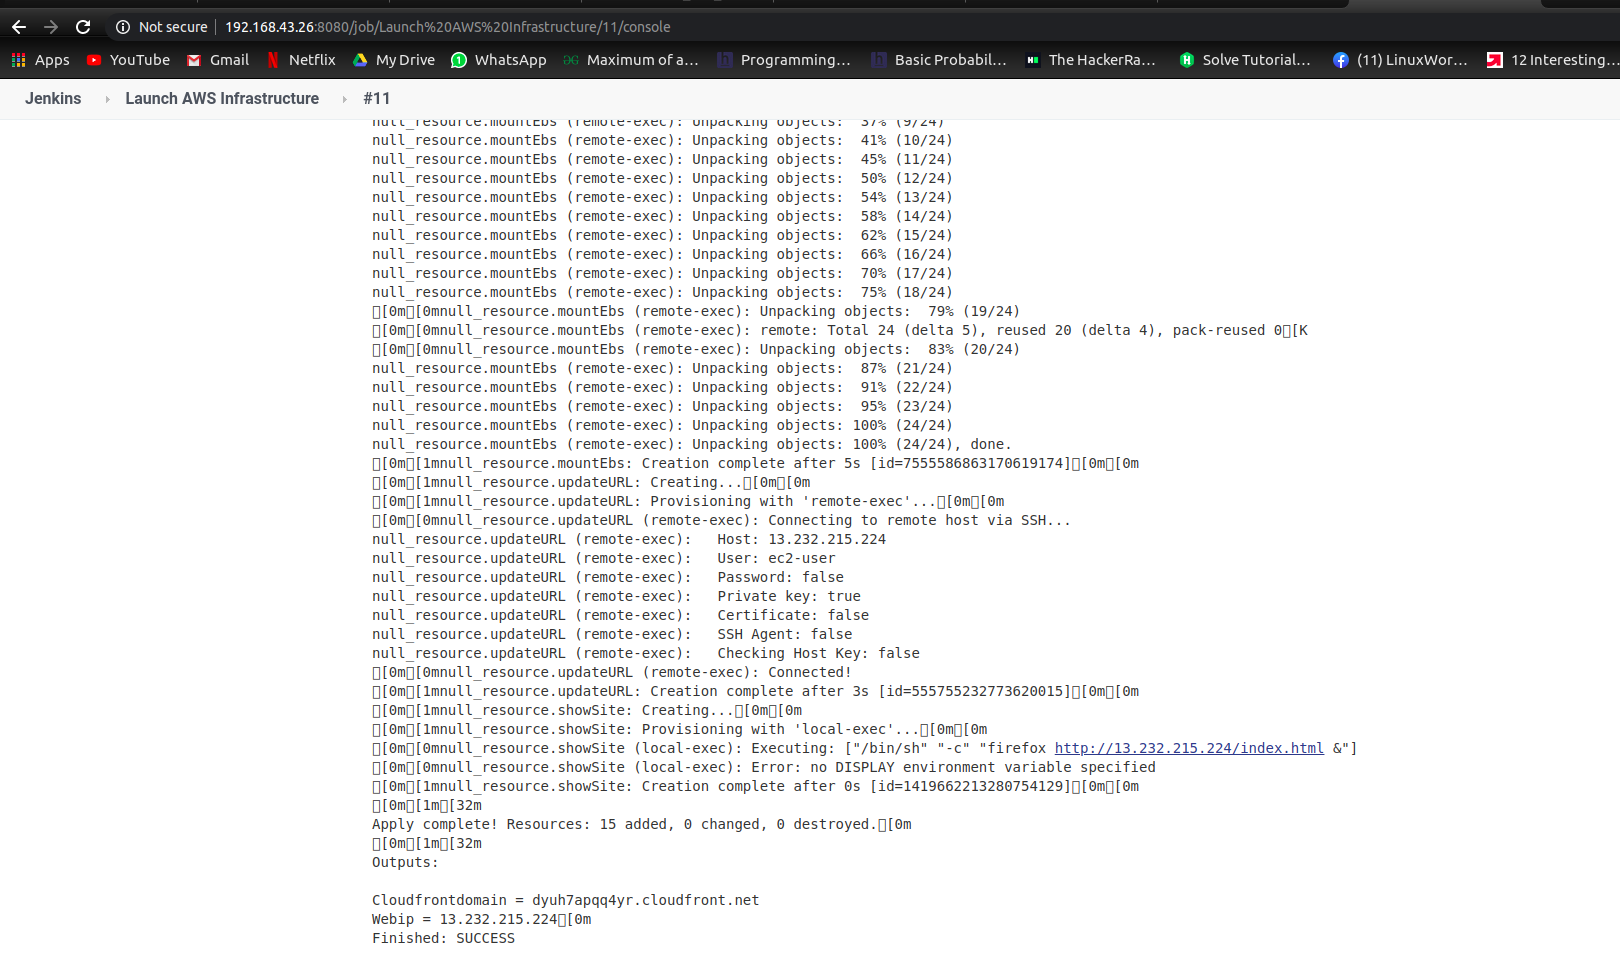 Not secure 192.168.43.26:8080/job/Launch%20AWS%20Infrastructure/11/console
Apps YouTube Gmail Netflix My Drive WhatsApp Maximum of a... Programming... Basic Probabil... The HackerRa... Solve Tutorial... (11) LinuxWor... 12 Interesting...
Jenkins Launch AWS Infrastructure #11
null_resource.mountEbs (remote-exec): Unpacking objects:  37% (9/24)
null_resource.mountEbs (remote-exec): Unpacking objects:  41% (10/24)
null_resource.mountEbs (remote-exec): Unpacking objects:  45% (11/24)
null_resource.mountEbs (remote-exec): Unpacking objects:  50% (12/24)
null_resource.mountEbs (remote-exec): Unpacking objects:  54% (13/24)
null_resource.mountEbs (remote-exec): Unpacking objects:  58% (14/24)
null_resource.mountEbs (remote-exec): Unpacking objects:  62% (15/24)
null_resource.mountEbs (remote-exec): Unpacking objects:  66% (16/24)
null_resource.mountEbs (remote-exec): Unpacking objects:  70% (17/24)
null_resource.mountEbs (remote-exec): Unpacking objects:  75% (18/24)
▯[0m▯[0mnull_resource.mountEbs (remote-exec): Unpacking objects:  79% (19/24)
▯[0m▯[0mnull_resource.mountEbs (remote-exec): remote: Total 24 (delta 5), reused 20 (delta 4), pack-reused 0▯[K
▯[0m▯[0mnull_resource.mountEbs (remote-exec): Unpacking objects:  83% (20/24)
null_resource.mountEbs (remote-exec): Unpacking objects:  87% (21/24)
null_resource.mountEbs (remote-exec): Unpacking objects:  91% (22/24)
null_resource.mountEbs (remote-exec): Unpacking objects:  95% (23/24)
null_resource.mountEbs (remote-exec): Unpacking objects: 100% (24/24)
null_resource.mountEbs (remote-exec): Unpacking objects: 100% (24/24), done.
▯[0m▯[1mnull_resource.mountEbs: Creation complete after 5s [id=7555586863170619174]▯[0m▯[0m
▯[0m▯[1mnull_resource.updateURL: Creating...▯[0m▯[0m
▯[0m▯[1mnull_resource.updateURL: Provisioning with 'remote-exec'...▯[0m▯[0m
▯[0m▯[0mnull_resource.updateURL (remote-exec): Connecting to remote host via SSH...
null_resource.updateURL (remote-exec):   Host: 13.232.215.224
null_resource.updateURL (remote-exec):   User: ec2-user
null_resource.updateURL (remote-exec):   Password: false
null_resource.updateURL (remote-exec):   Private key: true
null_resource.updateURL (remote-exec):   Certificate: false
null_resource.updateURL (remote-exec):   SSH Agent: false
null_resource.updateURL (remote-exec):   Checking Host Key: false
▯[0m▯[0mnull_resource.updateURL (remote-exec): Connected!
▯[0m▯[1mnull_resource.updateURL: Creation complete after 3s [id=555755232773620015]▯[0m▯[0m
▯[0m▯[1mnull_resource.showSite: Creating...▯[0m▯[0m
▯[0m▯[1mnull_resource.showSite: Provisioning with 'local-exec'...▯[0m▯[0m
▯[0m▯[0mnull_resource.showSite (local-exec): Executing: ["/bin/sh" "-c" "firefox http://13.232.215.224/index.html &"]
▯[0m▯[0mnull_resource.showSite (local-exec): Error: no DISPLAY environment variable specified
▯[0m▯[1mnull_resource.showSite: Creation complete after 0s [id=1419662213280754129]▯[0m▯[0m
▯[0m▯[1m▯[32m
Apply complete! Resources: 15 added, 0 changed, 0 destroyed.▯[0m
▯[0m▯[1m▯[32m
Outputs:
Cloudfrontdomain = dyuh7apqq4yr.cloudfront.net
Webip = 13.232.215.224▯[0m
Finished: SUCCESS